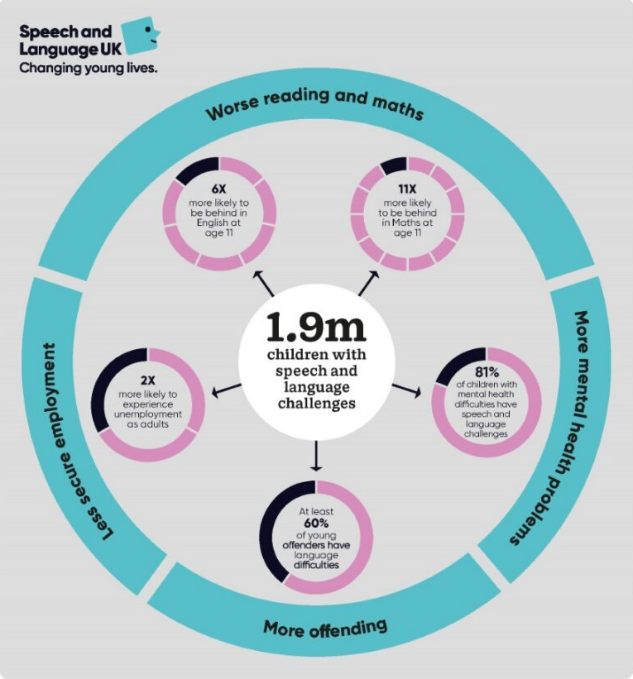 Speech and
Language UK
Changing young lives.
Worse reading and maths
6X
more likely to
be behind in
English at
age 11
11X
more likely
to be behind
in Maths at
age 11
1.9m
children with
speech and
language
challenges
2X
more likely to
experience
unemployment
as adults
81%
of children with
mental health
difficulties have
speech and
language
challenges
At least
60%
of young
offenders have
language
difficulties
Less secure employment
More mental health problems
More offending